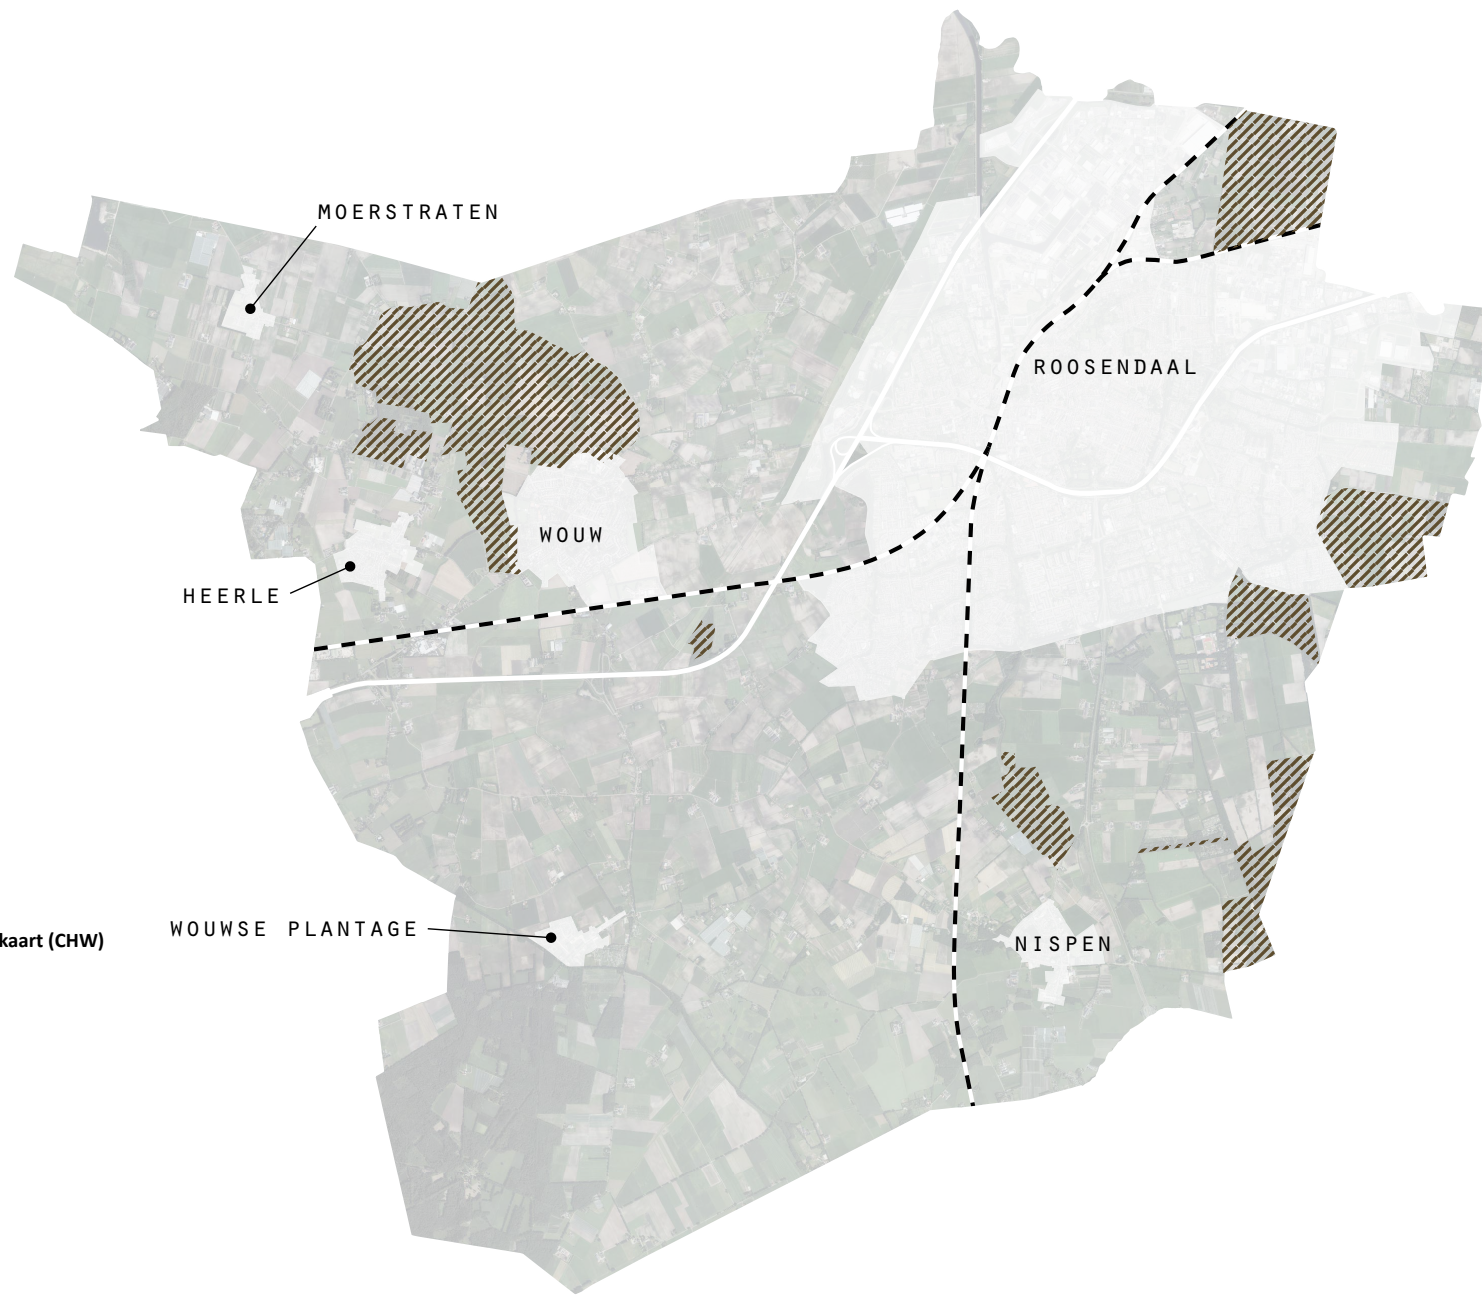 MOERSTRATEN
ROOSENDAAL
WOUW
HEERLE
WOUWSE PLANTAGE
kaart (CHW)
NISPEN